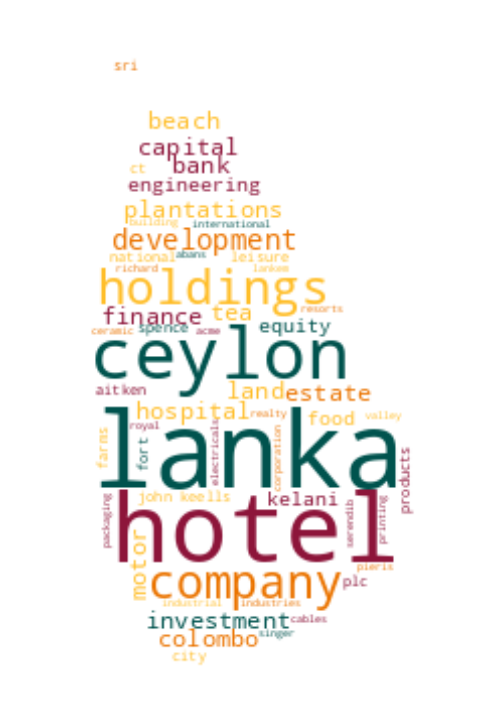 sri
beach
capital
ct bank
engineering
plantations
building international
development
national abans leisure
richard lankem
holdings
finance tea resorts
ceramic spence acme equity
ceylon
aitken land estate
hospital realty food valley
royal
lanka
farms fort electricals corporation products
john keells kelani
packaging hotel serendib printing
motor company pieris plc
industrial industries
investment cables
colombo singer
city